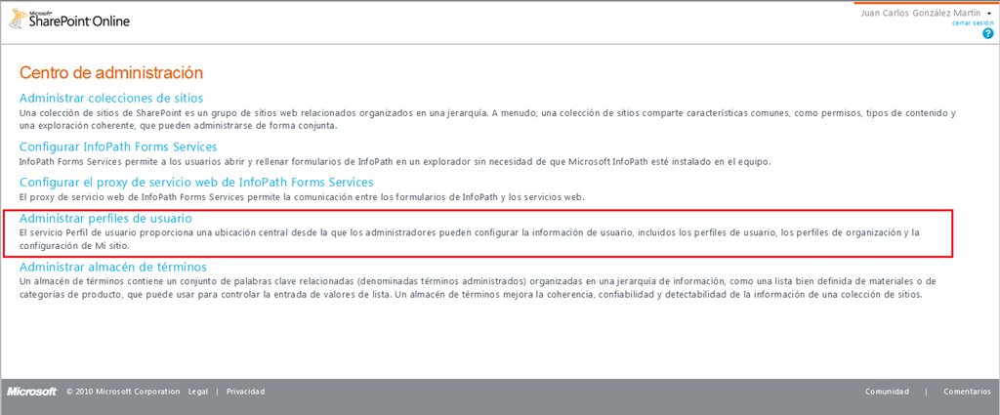 Microsoft®
SharePoint Online
Juan Carlos González Martín
cerrar sesión
?
Centro de administración
Administrar colecciones de sitios
Una colección de sitios de SharePoint es un grupo de sitios web relacionados organizados en una jerarquía. A menudo, una colección de sitios comparte características comunes, como permisos, tipos de contenido y
una exploración coherente, que pueden administrarse de forma conjunta.
Configurar InfoPath Forms Services
InfoPath Forms Services permite a los usuarios abrir y rellenar formularios de InfoPath en un explorador sin necesidad de que Microsoft InfoPath esté instalado en el equipo.
Configurar el proxy de servicio web de InfoPath Forms Services
El proxy de servicio web de InfoPath Forms Services permite la comunicación entre los formularios de InfoPath y los servicios web.
Administrar perfiles de usuario
El servicio Perfil de usuario proporciona una ubicación central desde la que los administradores pueden configurar la información de usuario, incluidos los perfiles de usuario, los perfiles de organización y la
configuración de Mi sitio.
Administrar almacén de términos
Un almacén de términos contiene un conjunto de palabras clave relacionadas (denominadas términos administrados) organizadas en una jerarquía de información, como una lista bien definida de materiales o de
categorías de producto, que puede usar para controlar la entrada de valores de lista. Un almacén de términos mejora la coherencia, confiabilidad y detectabilidad de la información de una colección de sitios.
Microsoft © 2010 Microsoft Corporation Legal | Privacidad Comunidad | Comentarios